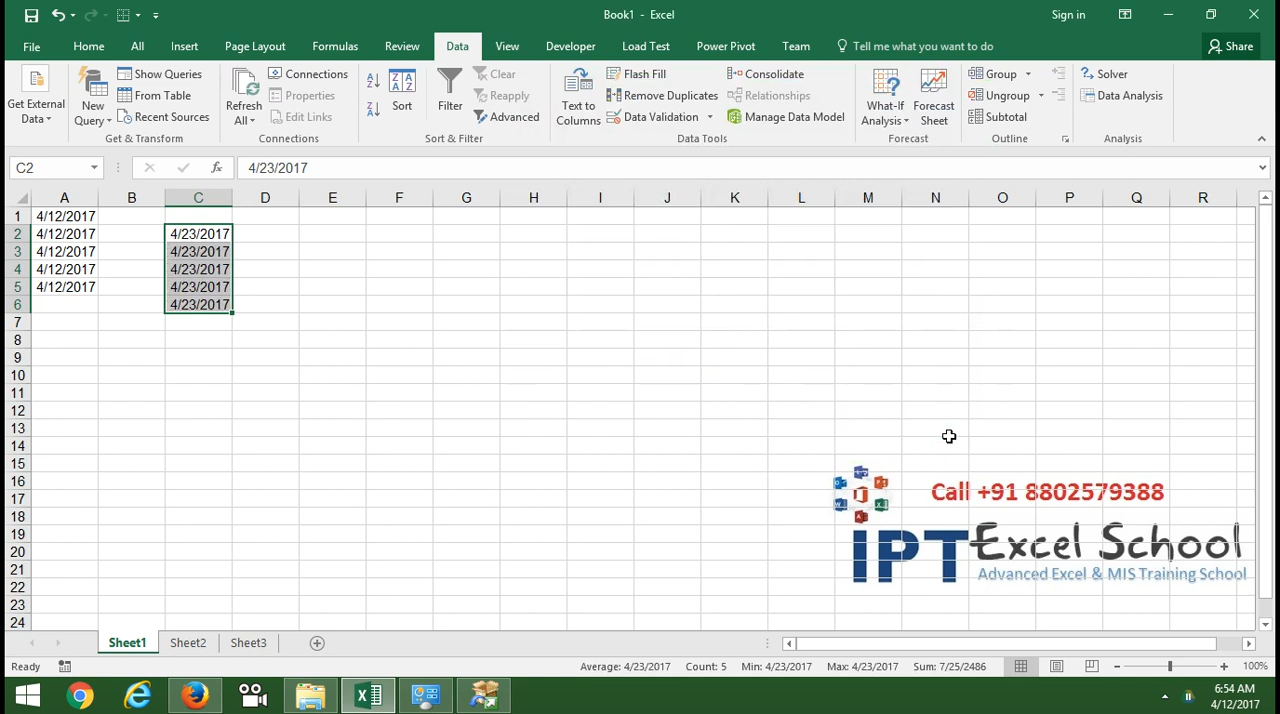 Book1 - Excel
Sign in
File Home All Insert Page Layout Formulas Review Data View Developer Load Test Power Pivot Team Tell me what you want to do Share
Get External Data
New Query
Show Queries
From Table
Recent Sources
Get & Transform
Refresh All
Connections
Properties
Edit Links
Connections
Sort
Filter
Clear
Reapply
Advanced
Sort & Filter
Text to Columns
Flash Fill
Remove Duplicates
Data Validation
Consolidate
Relationships
Manage Data Model
Data Tools
What-If Analysis
Forecast Sheet
Forecast
Group
Ungroup
Subtotal
Outline
Solver
Data Analysis
Analysis
C2 fx 4/23/2017
A B C D E F G H I J K L M N O P Q R
1 4/12/2017
2 4/12/2017 4/23/2017
3 4/12/2017 4/23/2017
4 4/12/2017 4/23/2017
5 4/12/2017 4/23/2017
6 4/23/2017
7
8
9
10
11
12
13
14
15
16
17
18
19
20
21
22
23
24
Call +91 8802579388
IPT Excel School
Advanced Excel & MIS Training School
Sheet1 Sheet2 Sheet3
Ready Average: 4/23/2017 Count: 5 Min: 4/23/2017 Max: 4/23/2017 Sum: 7/25/2486 100%
6:54 AM
4/12/2017